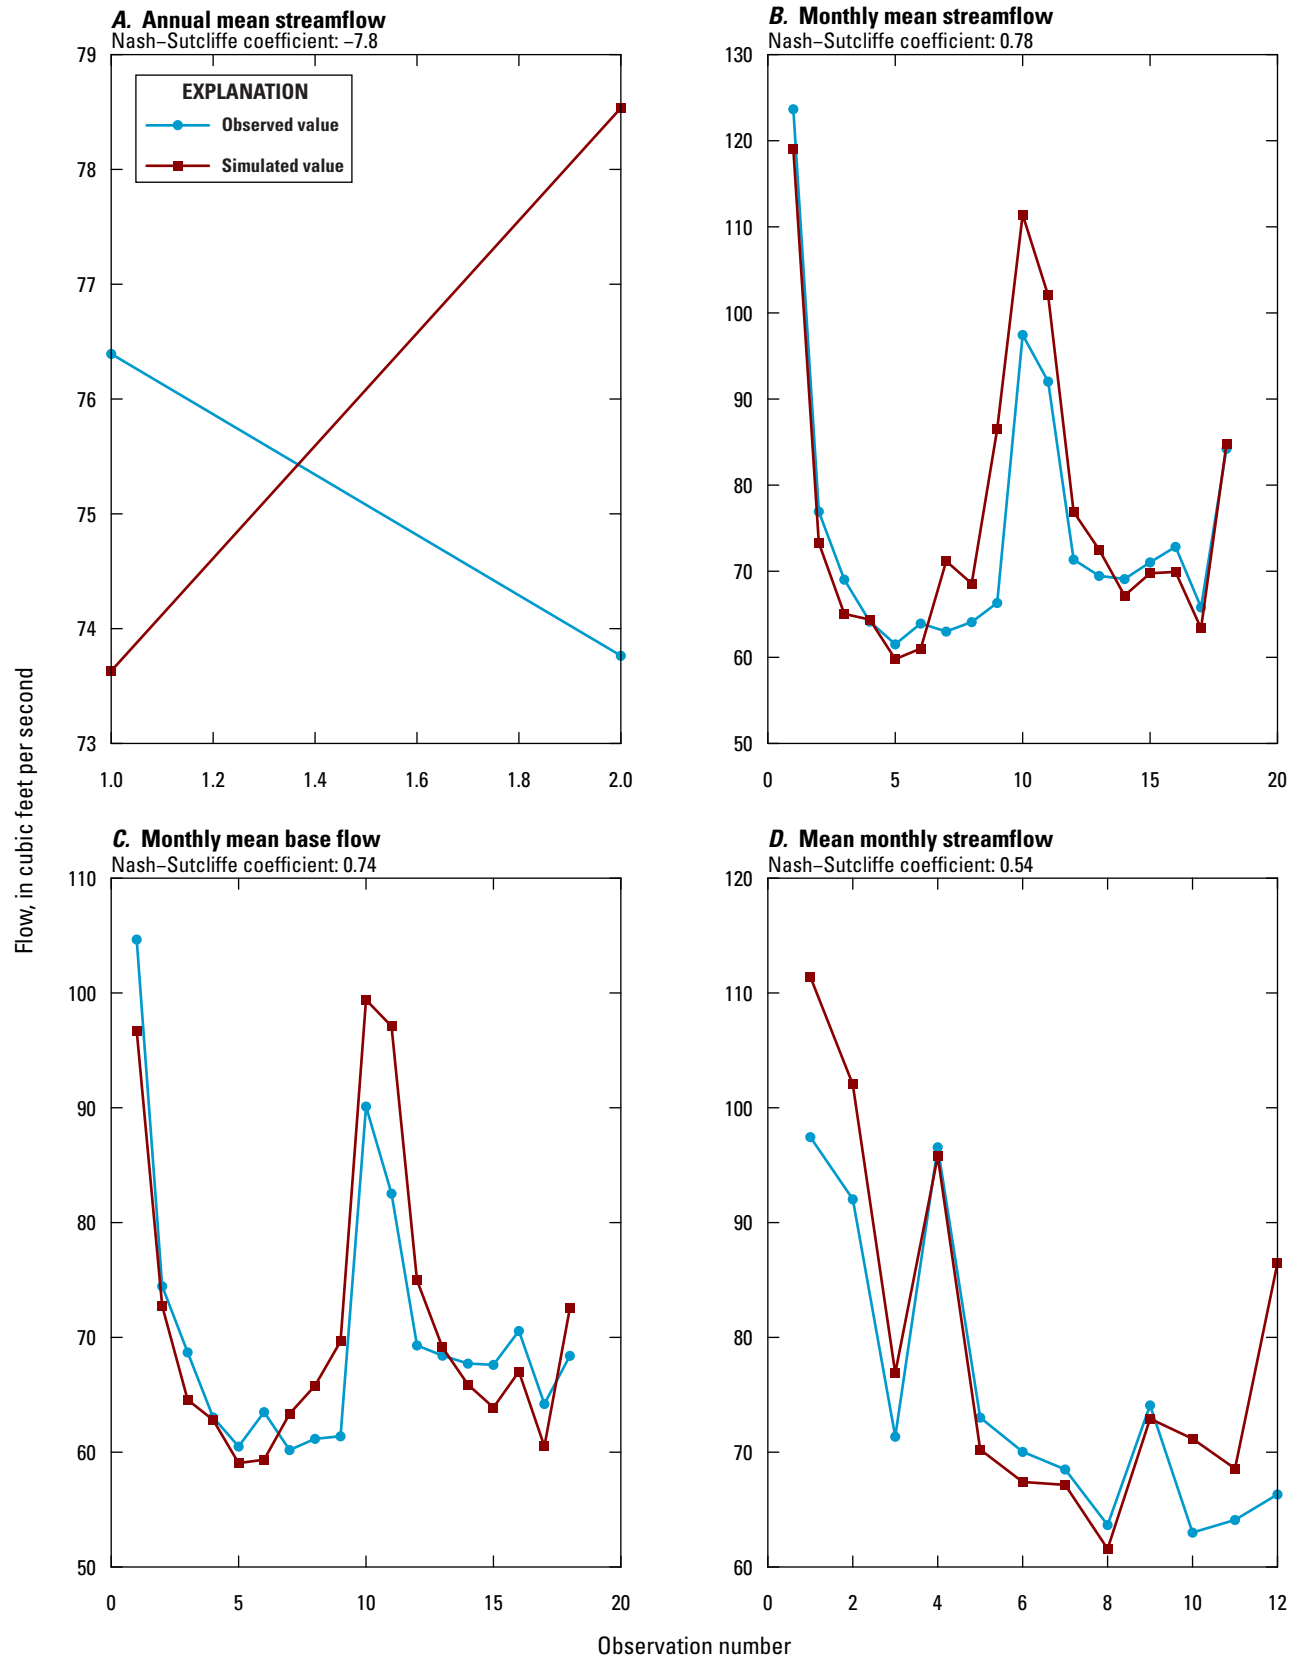 A. Annual mean streamflow
Nash–Sutcliffe coefficient: –7.8
79
78
77
76
75
74
73
1.0 1.2 1.4 1.6 1.8 2.0
EXPLANATION
Observed value
Simulated value
B. Monthly mean streamflow
Nash–Sutcliffe coefficient: 0.78
130
120
110
100
90
80
70
60
50
0 5 10 15 20
Flow, in cubic feet per second
C. Monthly mean base flow
Nash–Sutcliffe coefficient: 0.74
110
100
90
80
70
60
50
0 5 10 15 20
D. Mean monthly streamflow
Nash–Sutcliffe coefficient: 0.54
120
110
100
90
80
70
60
0 2 4 6 8 10 12
Observation number